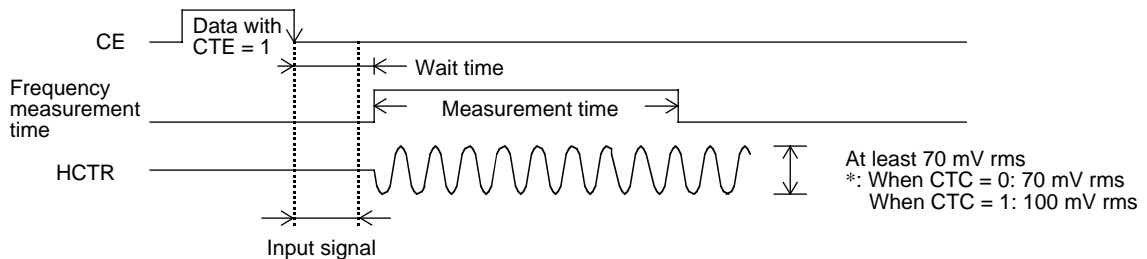 CE
Data with
CTE = 1
Wait time
Frequency
measurement
time
Measurement time
HCTR
At least 70 mV rms
*: When CTC = 0: 70 mV rms
When CTC = 1: 100 mV rms
Input signal